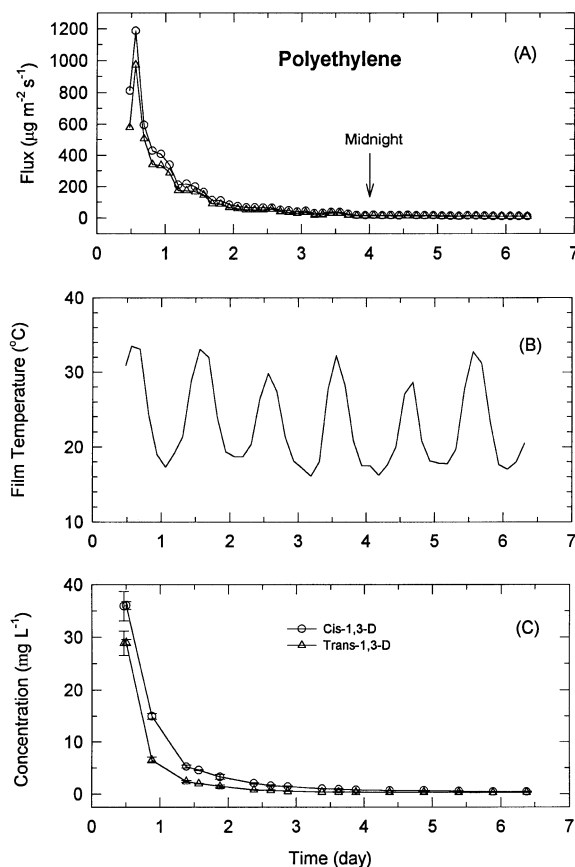 Polyethylene
(A)
Midnight
Flux (μg m-2 s-1)
1200
1000
800
600
400
200
0
0 1 2 3 4 5 6 7
(B)
Film Temperature (°C)
40
30
20
10
0 1 2 3 4 5 6 7
(C)
Cis-1,3-D
Trans-1,3-D
Concentration (mg L-1)
40
30
20
10
0
0 1 2 3 4 5 6 7
Time (day)